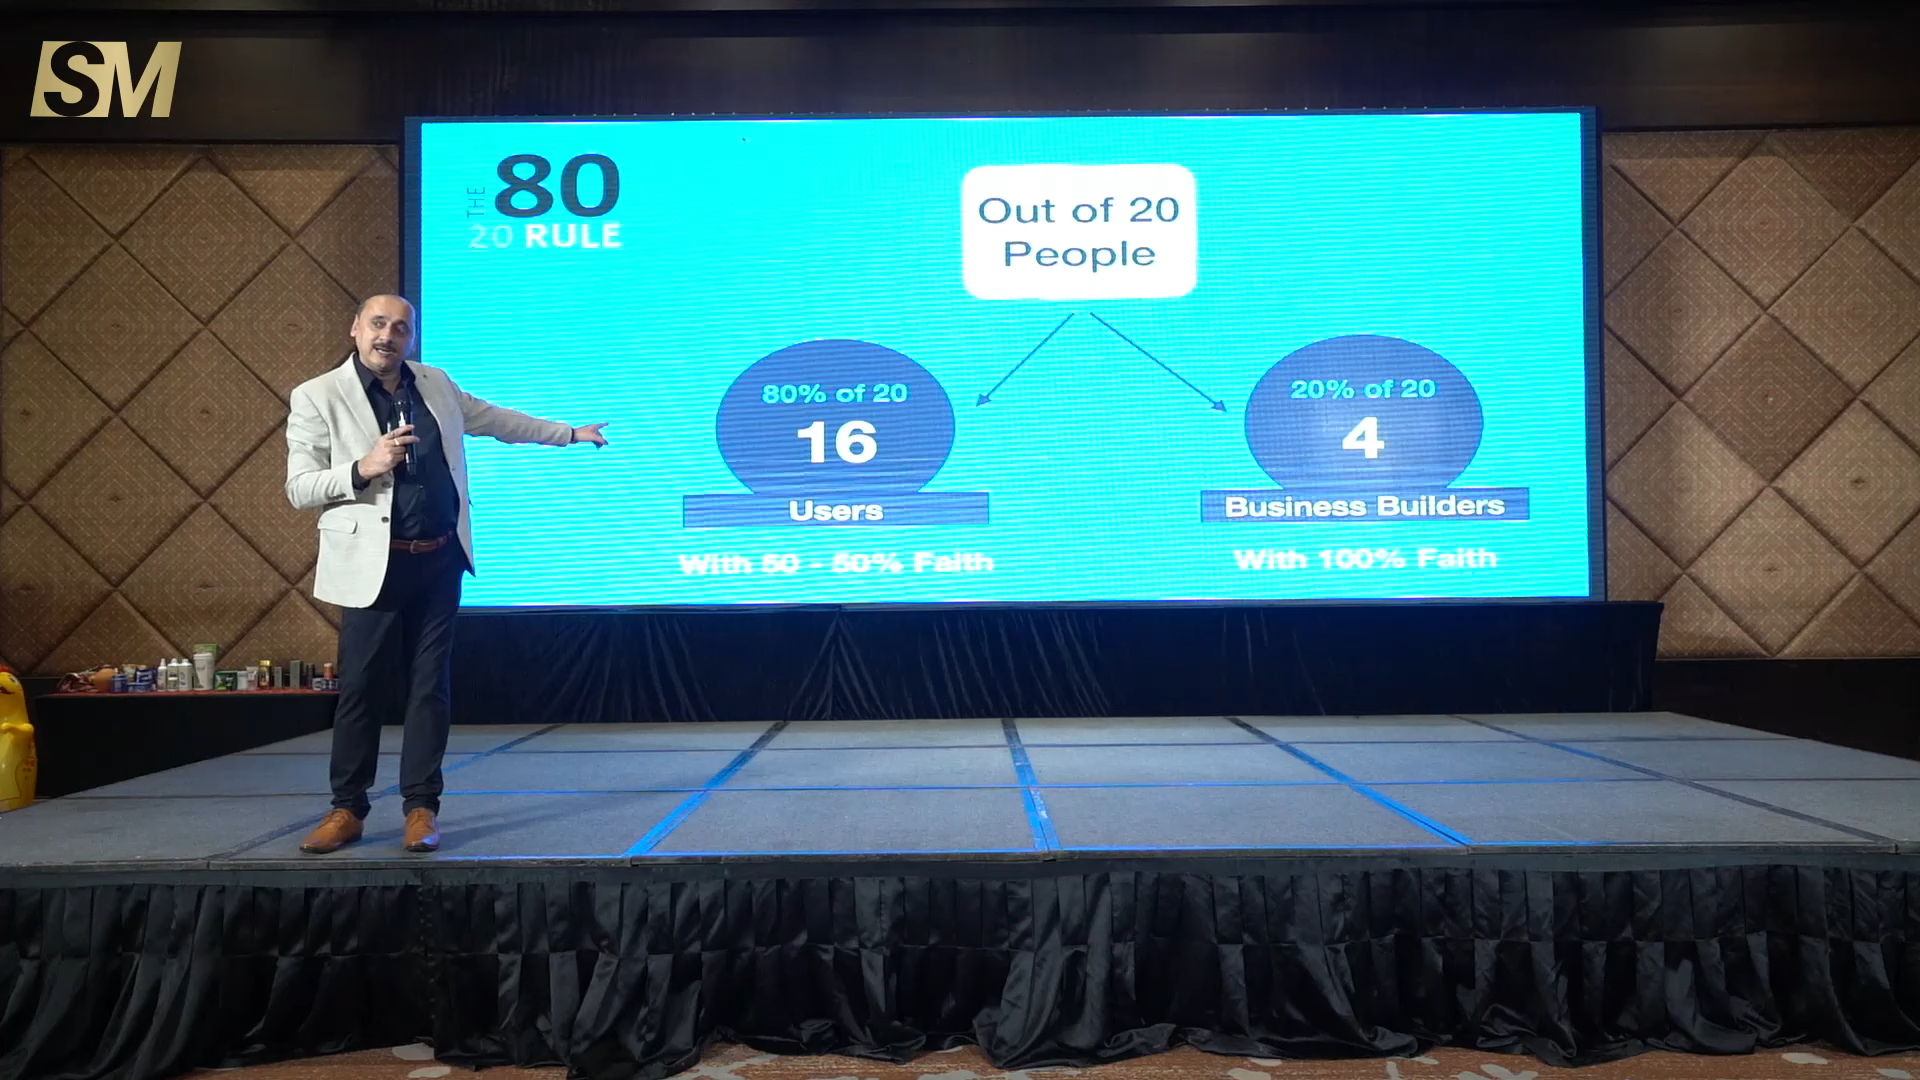 SM
THE 80
20 RULE
Out of 20
People
80% of 20
16
Users
With 50 - 50% Faith
20% of 20
4
Business Builders
With 100% Faith